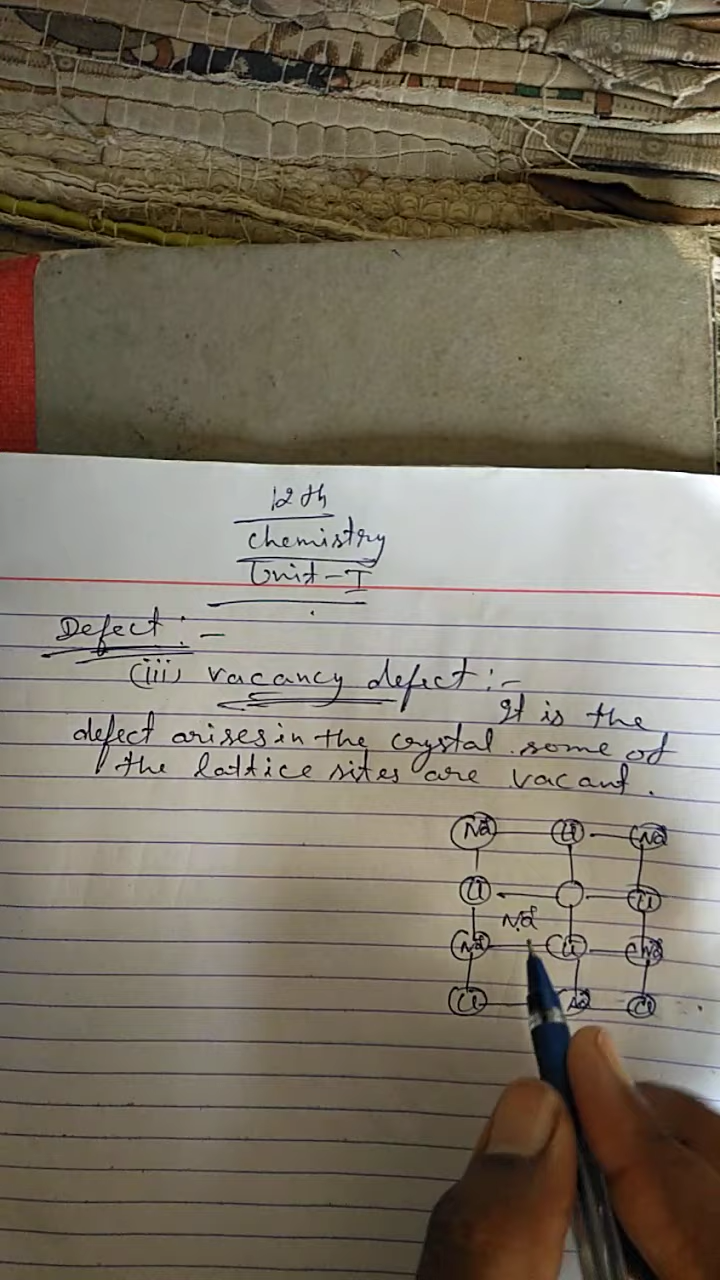 12th
Chemistry
Unit-I
Defect :-
(iii) vacancy defect :-
It is the
defect arises in the crystal. some of
the lattice sites are vacant.
Na Cl Na
Cl Cl
Na
Na Cl Na
Cl Na Cl